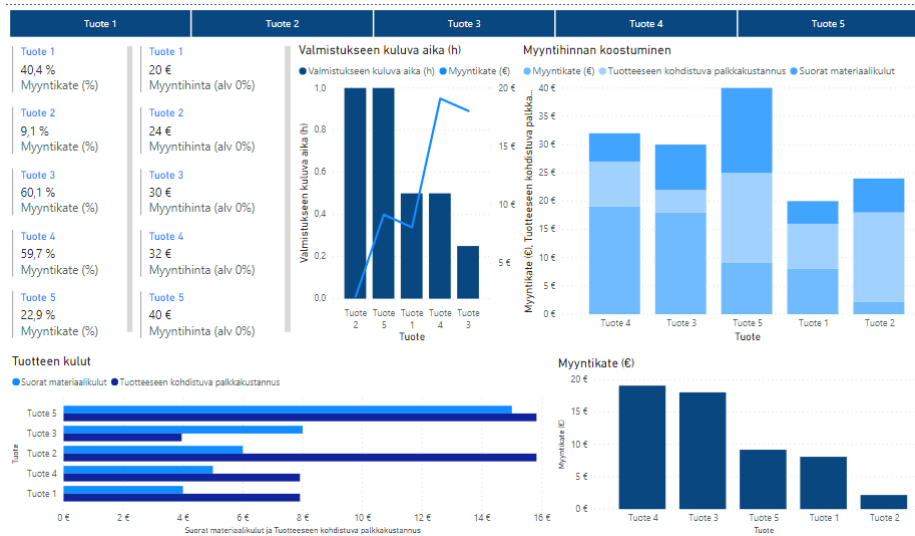 Tuote 1
Tuote 2
Tuote 3
Tuote 4
Tuote 5
Tuote 1
40,4 %
Myyntikate (%)
Tuote 2
9,1 %
Myyntikate (%)
Tuote 3
60,1 %
Myyntikate (%)
Tuote 4
59,7 %
Myyntikate (%)
Tuote 5
22,9 %
Myyntikate (%)
Tuote 1
20 €
Myyntihinta (alv 0%)
Tuote 2
24 €
Myyntihinta (alv 0%)
Tuote 3
30 €
Myyntihinta (alv 0%)
Tuote 4
32 €
Myyntihinta (alv 0%)
Tuote 5
40 €
Myyntihinta (alv 0%)
Valmistukseen kuluva aika (h)
Valmistukseen kuluva aika (h) Myyntikate (€)
Valmistukseen kuluva aika (h)
1,0
0,8
0,6
0,4
0,2
0,0
20 €
15 €
10 €
5 €
Tuote 2
Tuote 5
Tuote 1
Tuote 4
Tuote 3
Tuote
Myyntihinnan koostuminen
Myyntikate (€) Tuotteeseen kohdistuva palkkakustannus Suorat materiaalikulut
Myyntikate (€), Tuotteeseen kohdistuva palkka...
40 €
35 €
30 €
25 €
20 €
15 €
10 €
5 €
0 €
Tuote 4
Tuote 3
Tuote 5
Tuote 1
Tuote 2
Tuote
Tuotteen kulut
Suorat materiaalikulut Tuotteeseen kohdistuva palkkakustannus
Tuote
Tuote 5
Tuote 3
Tuote 2
Tuote 4
Tuote 1
0 €
2 €
4 €
6 €
8 €
10 €
12 €
14 €
16 €
Suorat materiaalikulut ja Tuotteeseen kohdistuva palkkakustannus
Myyntikate (€)
Myyntikate (€)
20 €
15 €
10 €
5 €
0 €
Tuote 4
Tuote 3
Tuote 5
Tuote 1
Tuote 2
Tuote